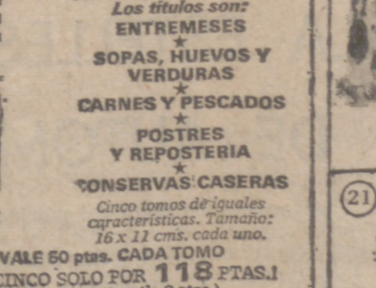 Los títulos son:
ENTREMESES
★
SOPAS, HUEVOS Y
VERDURAS
★
CARNES Y PESCADOS
★
POSTRES
Y REPOSTERIA
★
CONSERVAS CASERAS
Cinco tomos de iguales
características. Tamaño:
16 x 11 cms. cada uno.
VALE 50 ptas. CADA TOMO
CINCO SOLO POR 118 PTAS.!
21